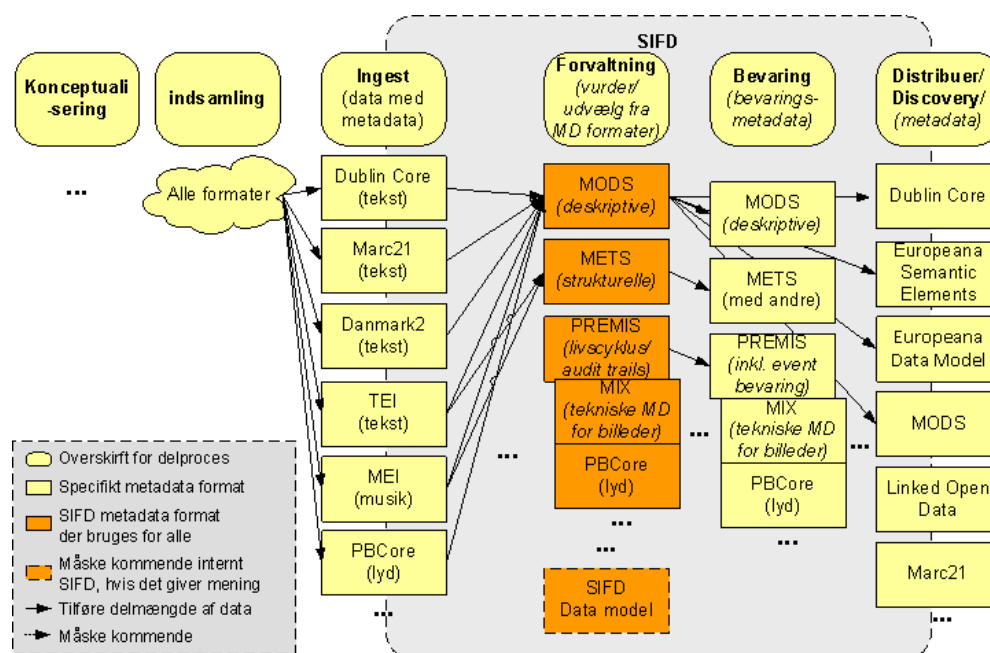 SIFD
Konceptuali
-sering
indsamling
Ingest
(data med
metadata)
Forvaltning
(vurder/
udvælg fra
MD formater)
Bevaring
(bevarings-
metadata)
Distribuer/
Discovery/
(metadata)
...
Alle formater
Dublin Core
(tekst)
Marc21
(tekst)
Danmark2
(tekst)
TEI
(tekst)
MEI
(musik)
PBCore
(lyd)
...
...
MODS
(deskriptive)
METS
(strukturelle)
PREMIS
(livscyklus/
audit trails)
MIX
(tekniske MD
for billeder)
PBCore
(lyd)
...
...
SIFD
Data model
...
MODS
(deskriptive)
METS
(med andre)
PREMIS
(inkl. event
bevaring)
MIX
(tekniske MD
for billeder)
PBCore
(lyd)
...
...
Dublin Core
Europeana
Semantic
Elements
Europeana
Data Model
MODS
Linked Open
Data
Marc21
...
Overskirft for delproces
Specifikt metadata format
SIFD metadata format
der bruges for alle
Måske kommende internt
SIFD, hvis det giver mening
Tilføre delmængde af data
Måske kommende